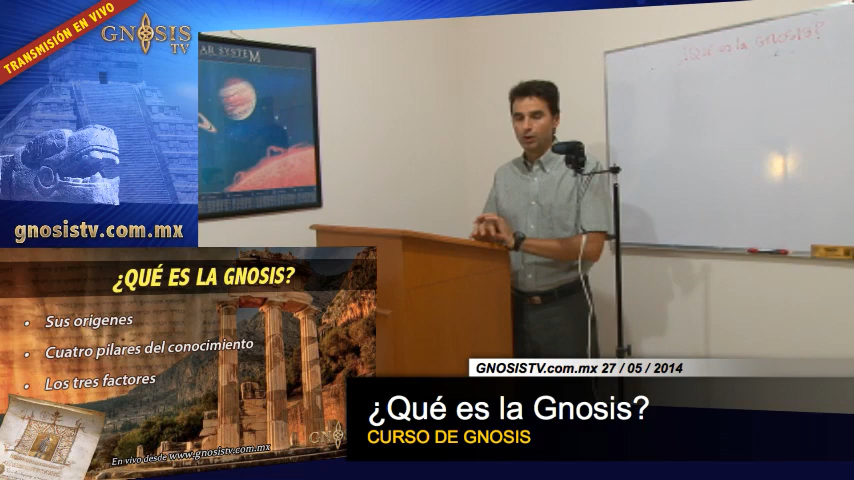 TRANSMISIÓN EN VIVO
GNOSIS
TV
gnosistv.com.mx
AR SYSTEM
¿Qué es la GNOSIS?
¿QUÉ ES LA GNOSIS?
• Sus origenes
• Cuatro pilares del conocimiento
• Los tres factores
En vivo desde www.gnosistv.com.mx
GNOSISTV.com.mx 27 / 05 / 2014
¿Qué es la Gnosis?
CURSO DE GNOSIS